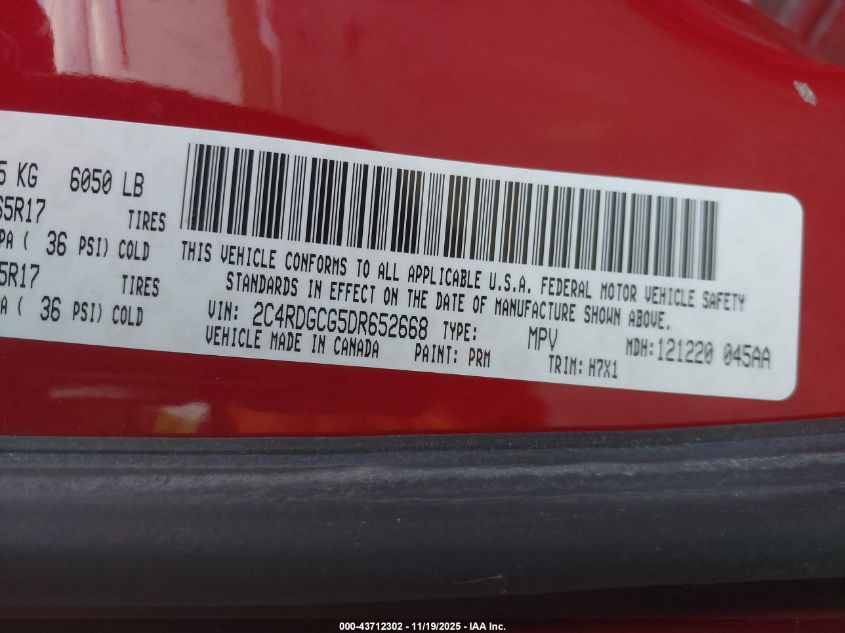 5 KG 6050 LB
65R17 TIRES
PA ( 36 PSI) COLD
5R17 TIRES
A ( 36 PSI) COLD
THIS VEHICLE CONFORMS TO ALL APPLICABLE U.S.A. FEDERAL MOTOR VEHICLE SAFETY
STANDARDS IN EFFECT ON THE DATE OF MANUFACTURE SHOWN ABOVE.
VIN: 2C4RDGCG5DR652668 TYPE: MPV MDH:121220 045AA
VEHICLE MADE IN CANADA PAINT: PRM TRIM: H7X1
000-43712302 - 11/19/2025 - IAA Inc.